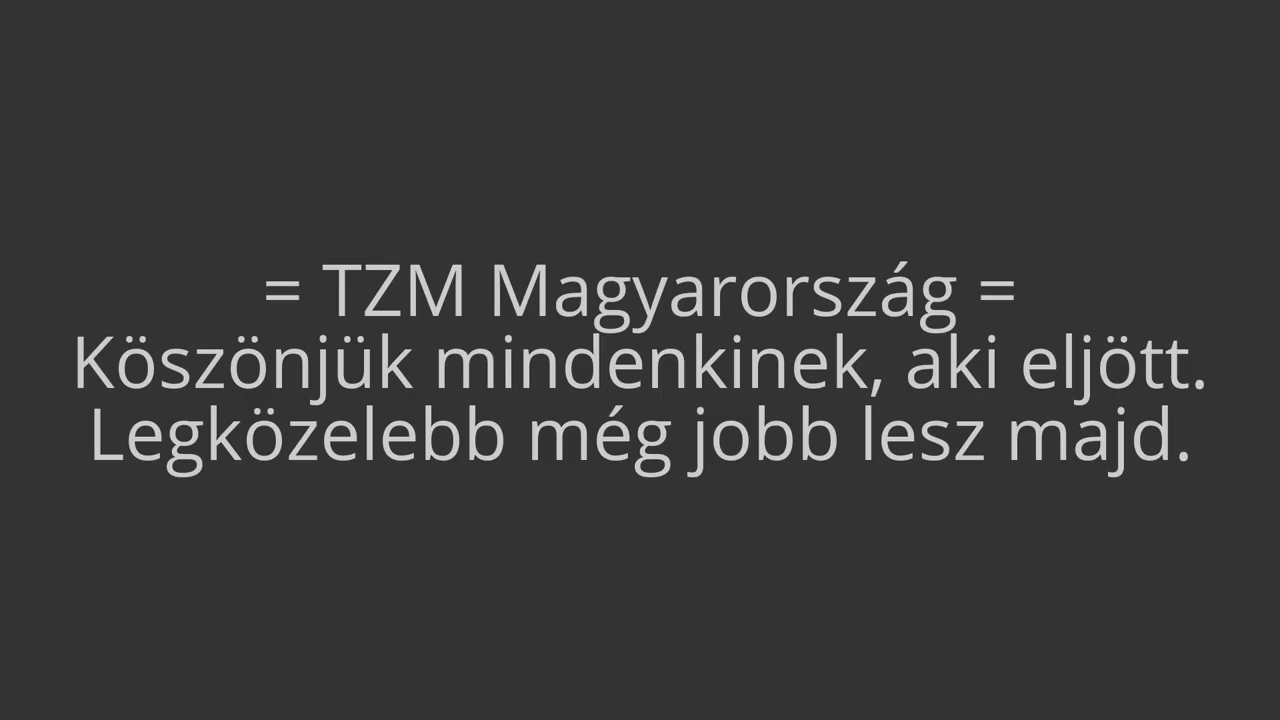 = TZM Magyarország =
Köszönjük mindenkinek, aki eljött.
Legközelebb még jobb lesz majd.